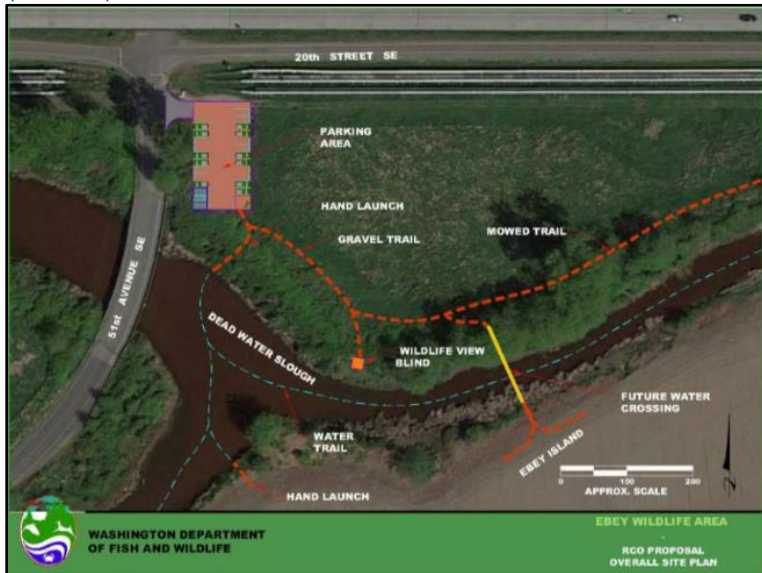 20th STREET SE
PARKING
AREA
HAND LAUNCH
GRAVEL TRAIL
MOWED TRAIL
51st AVENUE SE
DEAD WATER SLOUGH
WILDLIFE VIEW
BLIND
FUTURE WATER
CROSSING
WATER
TRAIL
EBEY ISLAND
HAND LAUNCH
0 100 200
APPROX. SCALE
N
WASHINGTON DEPARTMENT
OF FISH AND WILDLIFE
EBEY WILDLIFE AREA
-
RCO PROPOSAL
OVERALL SITE PLAN